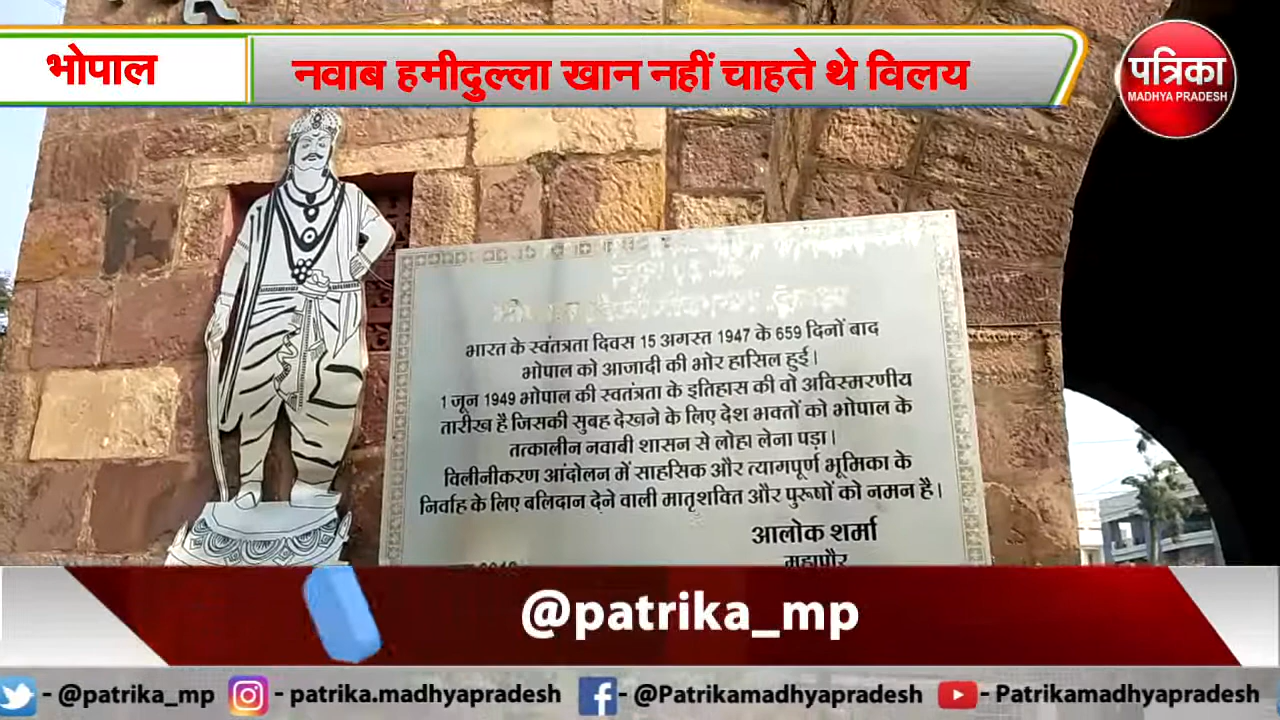 भोपाल
नवाब हमीदुल्ला खान नहीं चाहते थे विलय
पत्रिका
MADHYA PRADESH
भारत के स्वंतत्रता दिवस 15 अगस्त 1947 के 659 दिनों बाद
भोपाल को आजादी की भोर हासिल हुई।
1 जून 1949 भोपाल की स्वतंत्रता के इतिहास की वो अविस्मरणीय
तारीख है जिसकी सुबह देखने के लिए देश भक्तों को भोपाल के
तत्कालीन नवाबी शासन से लोहा लेना पड़ा।
विलीनीकरण आंदोलन में साहसिक और त्यागपूर्ण भूमिका के
निर्वाह के लिए बलिदान देने वाली मातृशक्ति और पुरूषों को नमन है।
आलोक शर्मा
महापौर
@patrika_mp
- @patrika_mp
- patrika.madhyapradesh
- @Patrikamadhyapradesh
- Patrikamadhyapradesh